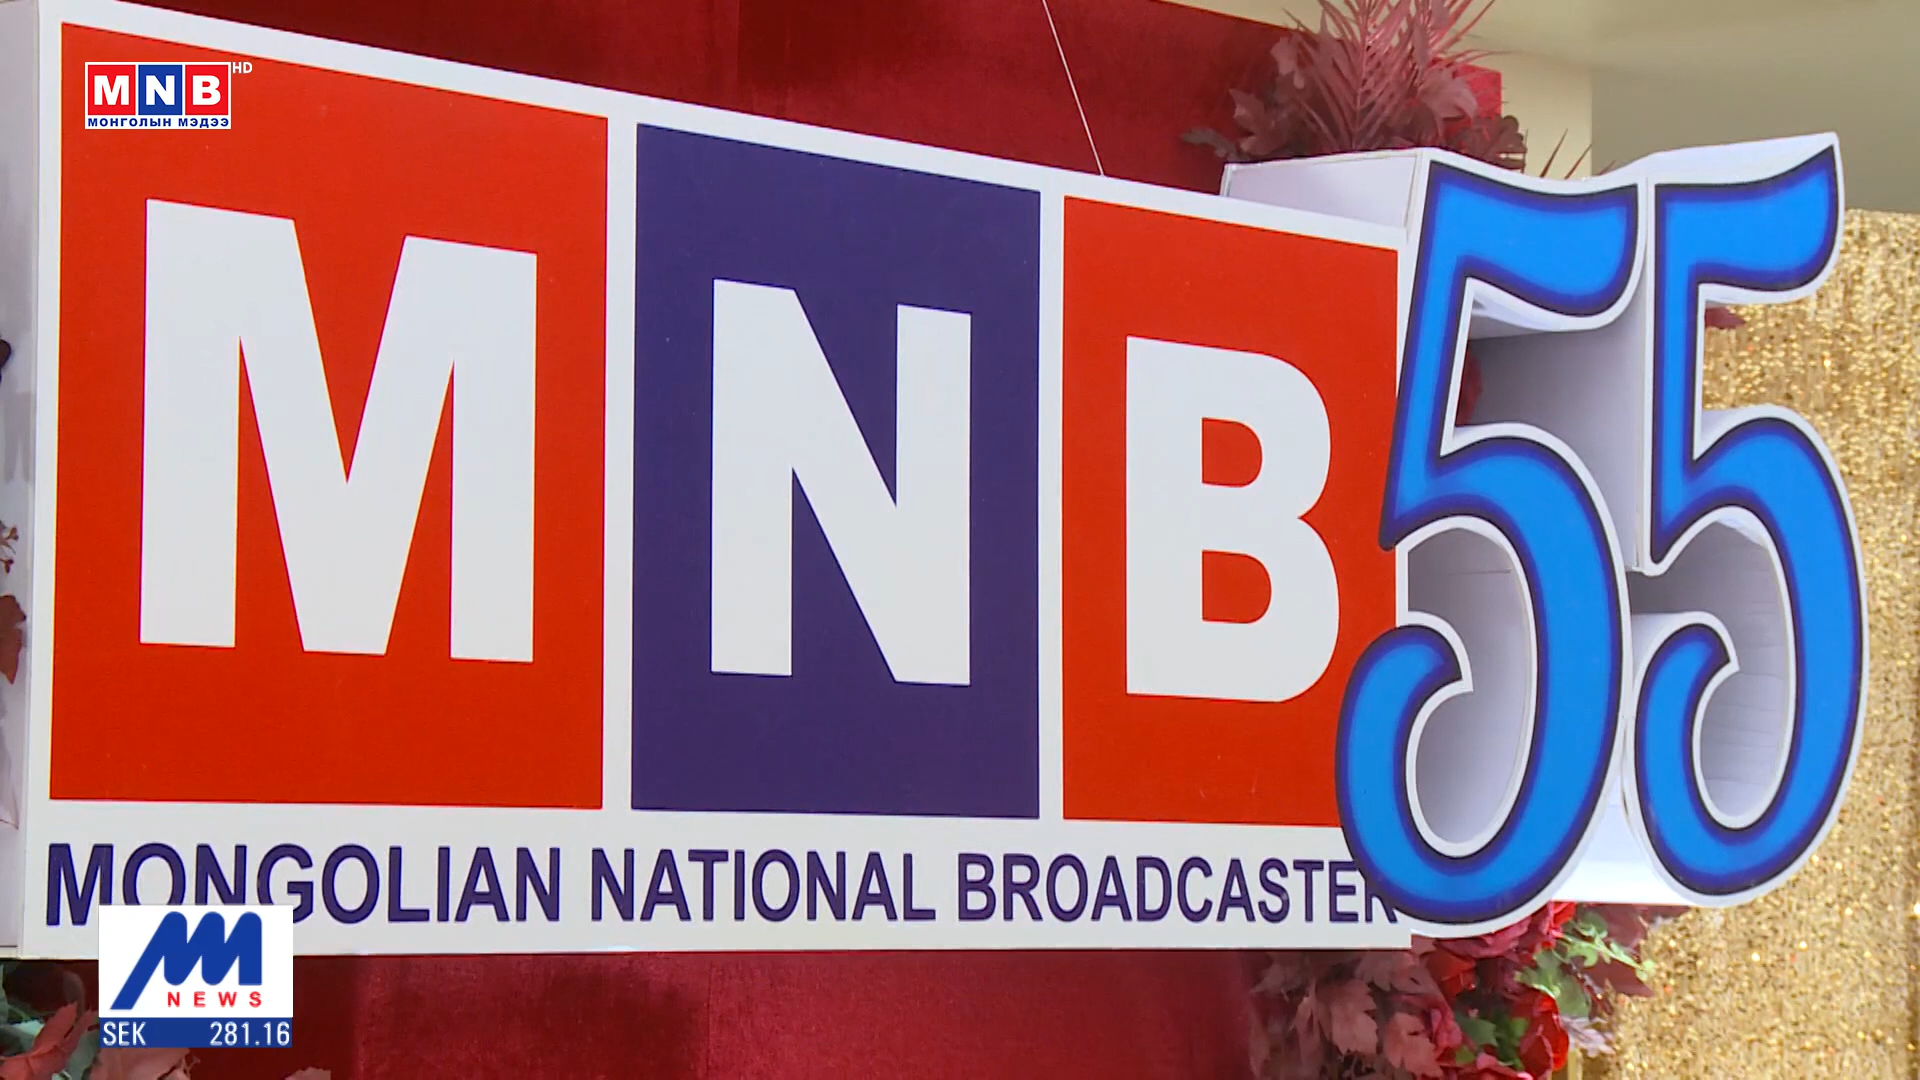 MNB HD
МОНГОЛЫН МЭДЭЭ
MNB 55
MONGOLIAN NATIONAL BROADCASTER
NEWS
SEK 281.16